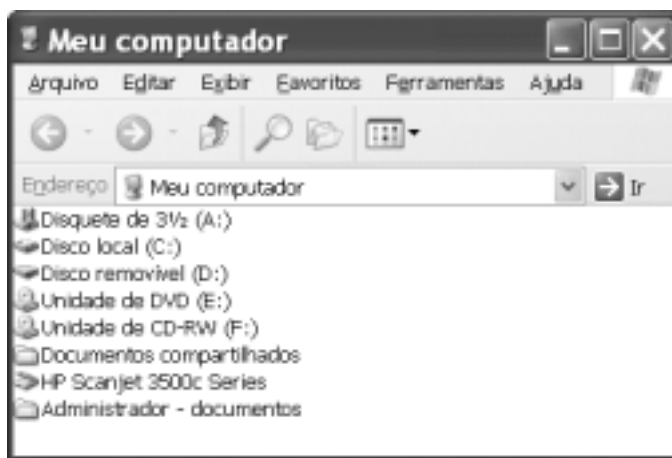 Meu computador
Arquivo Editar Exibir Favoritos Ferramentas Ajuda
Endereço Meu computador Ir
Disquete de 3½ (A:)
Disco local (C:)
Disco removível (D:)
Unidade de DVD (E:)
Unidade de CD-RW (F:)
Documentos compartilhados
HP Scanjet 3500c Series
Administrador - documentos